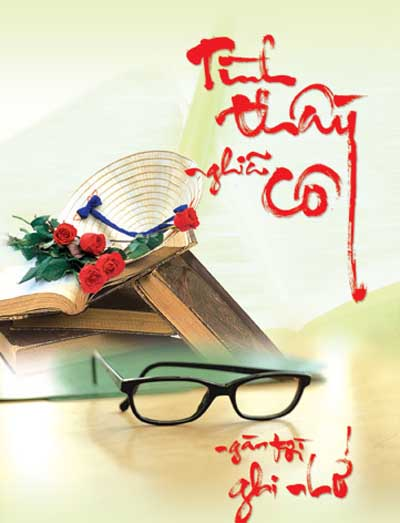 Tình
thầy
nghĩa
cô
ngàn đời
ghi nhớ